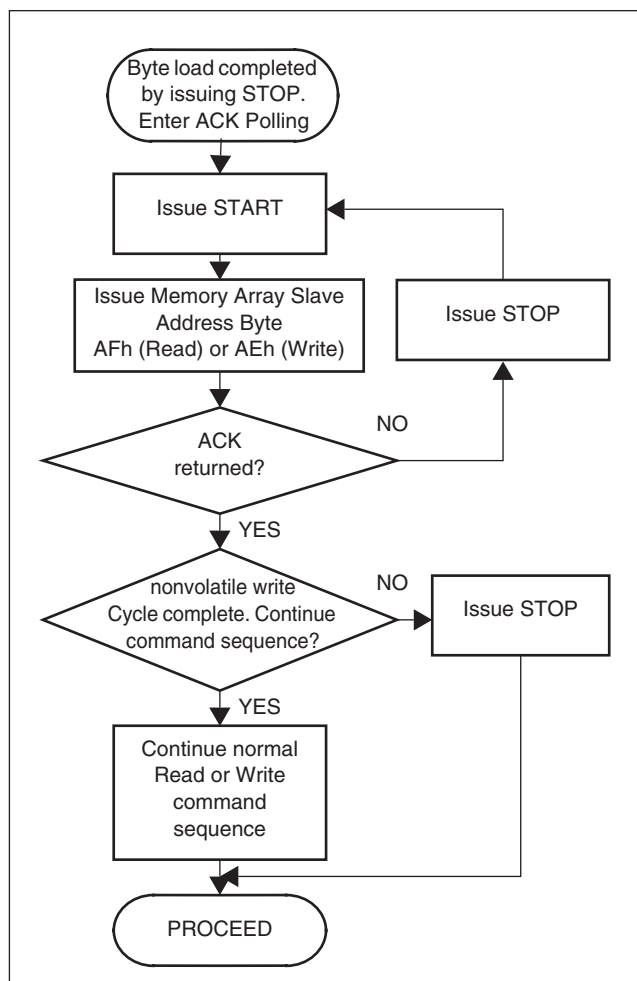 Byte load completed
by issuing STOP.
Enter ACK Polling
Issue START
Issue Memory Array Slave
Address Byte
AFh (Read) or AEh (Write)
Issue STOP
ACK
returned?
NO
YES
nonvolatile write
Cycle complete. Continue
command sequence?
NO
Issue STOP
YES
Continue normal
Read or Write
command
sequence
PROCEED